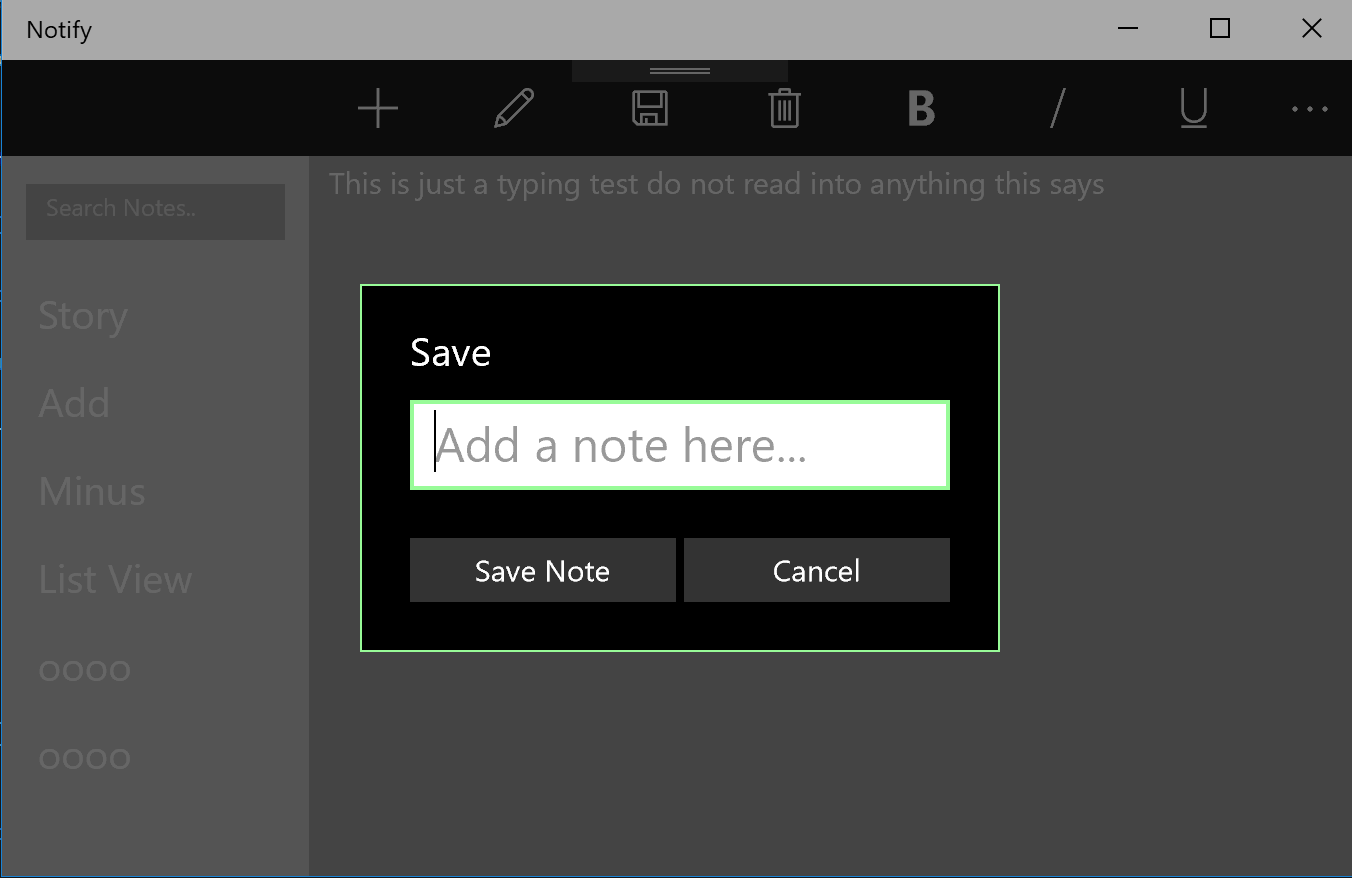 Notify
B
U
This is just a typing test do not read into anything this says
Search Notes..
Story
Add
Minus
List View
oooo
oooo
Save
Add a note here...
Save Note
Cancel